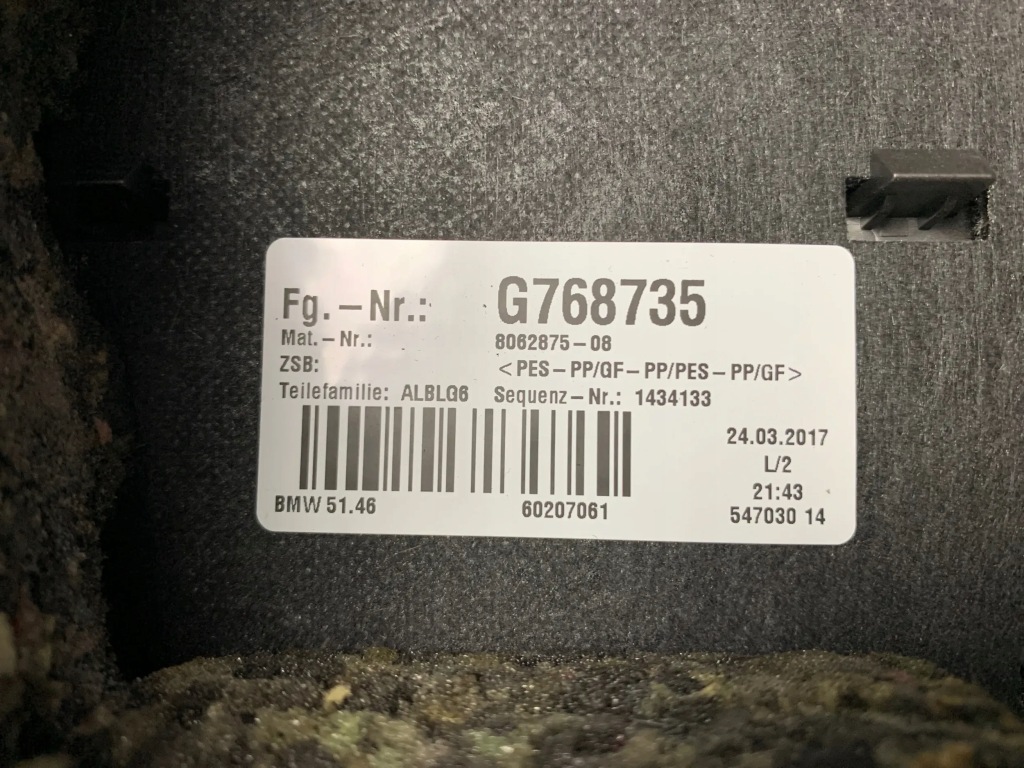 Fg.-Nr.: G768735
Mat.-Nr.: 8062875-08
ZSB: <PES-PP/GF-PP/PES-PP/GF>
Teilefamilie: ALBLG6 Sequenz-Nr.: 1434133
24.03.2017
L/2
21:43
BMW 51.46 60207061 547030 14